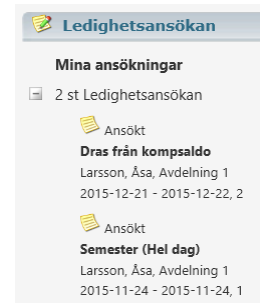 Ledighetsansökan
Mina ansökningar
2 st Ledighetsansökan
Ansökt
Dras från kompsaldo
Larsson, Åsa, Avdelning 1
2015-12-21 - 2015-12-22, 2
Ansökt
Semester (Hel dag)
Larsson, Åsa, Avdelning 1
2015-11-24 - 2015-11-24, 1